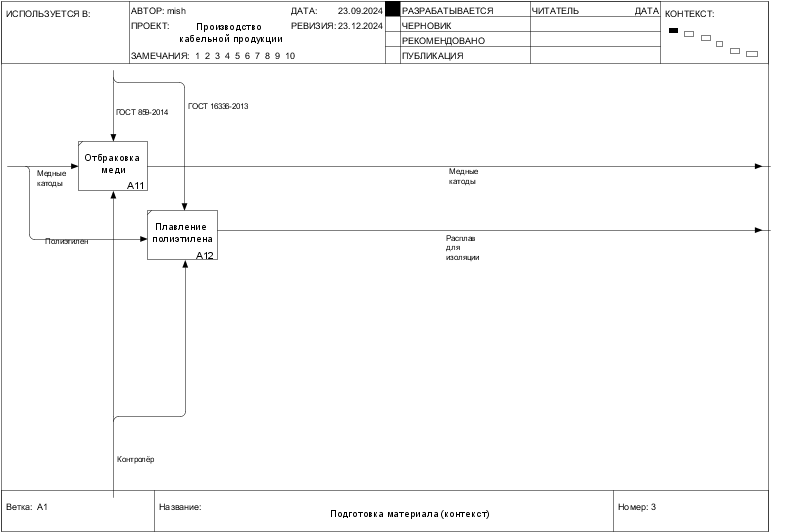 ИСПОЛЬЗУЕТСЯ В:
АВТОР: mish
ДАТА: 23.09.2024
ПРОЕКТ: Производство
кабельной продукции
РЕВИЗИЯ: 23.12.2024
ЗАМЕЧАНИЯ: 1 2 3 4 5 6 7 8 9 10
РАЗРАБАТЫВАЕТСЯ
ЧЕРНОВИК
РЕКОМЕНДОВАНО
ПУБЛИКАЦИЯ
ЧИТАТЕЛЬ
ДАТА
КОНТЕКСТ:
ГОСТ 859-2014
ГОСТ 16336-2013
Отбраковка
меди
A11
Медные
катоды
Медные
катоды
Плавление
полиэтилена
A12
Полиэтилен
Расплав
для
изоляции
Контролёр
Ветка: A1
Название:
Подготовка материала (контекст)
Номер: 3